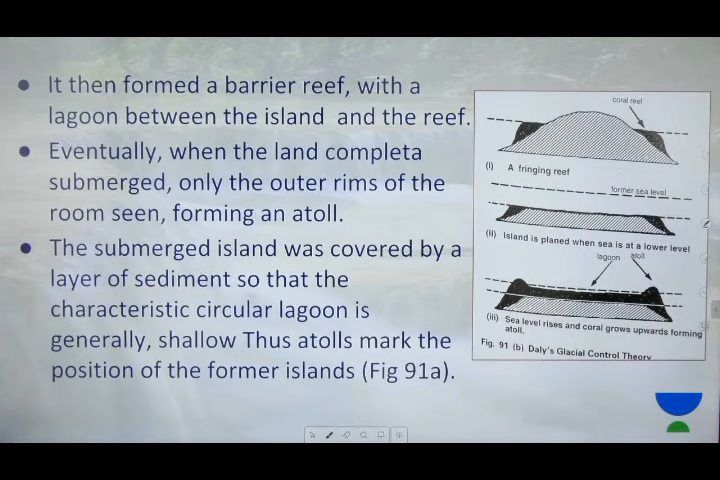 It then formed a barrier reef, with a
lagoon between the island and the reef.
Eventually, when the land completa
submerged, only the outer rims of the
room seen, forming an atoll.
The submerged island was covered by a
layer of sediment so that the
characteristic circular lagoon is
generally, shallow Thus atolls mark the
position of the former islands (Fig 91a).
coral reef
(i) A fringing reef
former sea level
(ii) Island is planed when sea is at a lower level
lagoon atoll
(iii) Sea level rises and coral grows upwards forming
atoll.
Fig. 91 (b) Daly's Glacial Control Theory